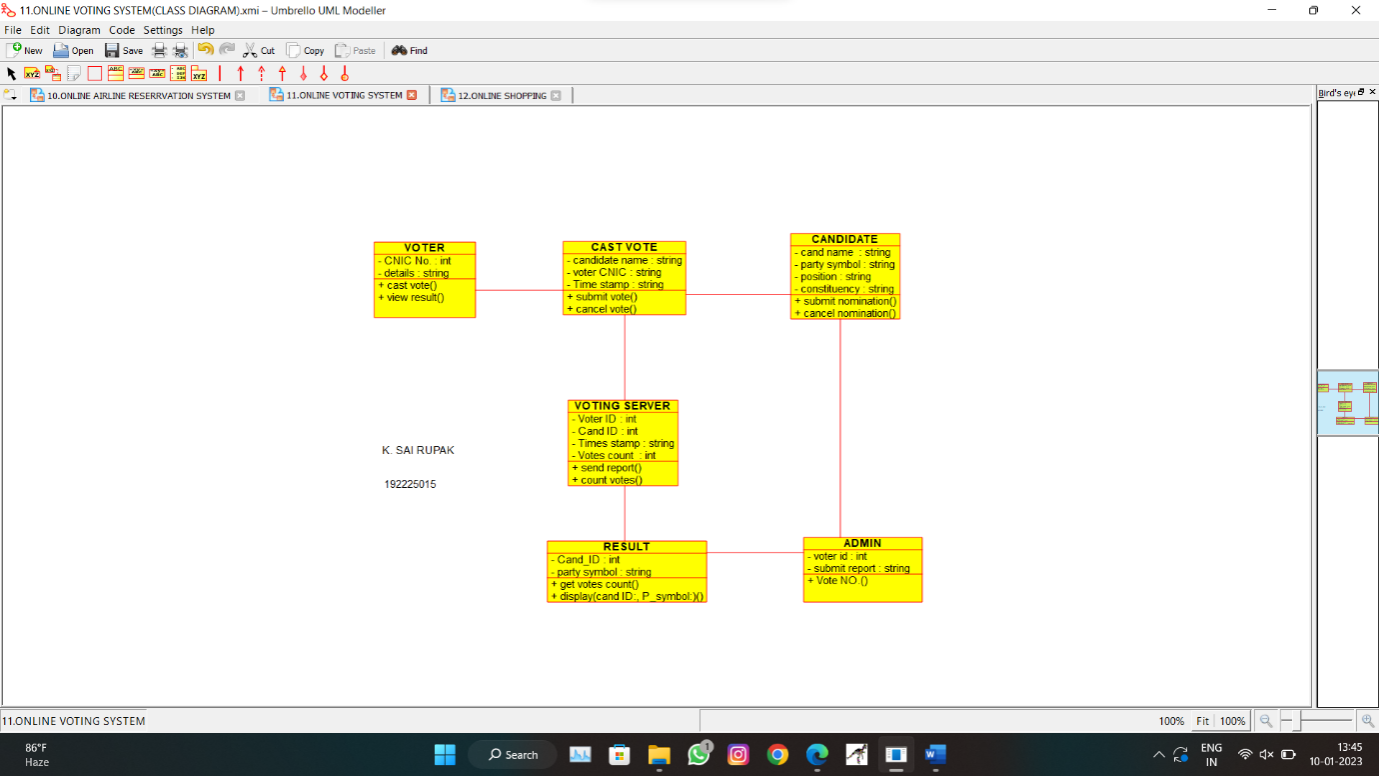 11.ONLINE VOTING SYSTEM(CLASS DIAGRAM).xmi – Umbrello UML Modeller
File Edit Diagram Code Settings Help
New Open Save Cut Copy Paste Find
10.ONLINE AIRLINE RESERRVATION SYSTEM 11.ONLINE VOTING SYSTEM 12.ONLINE SHOPPING
Bird's eye
VOTER
- CNIC No. : int
- details : string
+ cast vote()
+ view result()
CAST VOTE
- candidate name : string
- voter CNIC : string
- Time stamp : string
+ submit vote()
+ cancel vote()
CANDIDATE
- cand name : string
- party symbol : string
- position : string
- constituency : string
+ submit nomination()
+ cancel nomination()
VOTING SERVER
- Voter ID : int
- Cand ID : int
- Times stamp : string
- Votes count : int
+ send report()
+ count votes()
K. SAI RUPAK
192225015
RESULT
- Cand_ID : int
- party symbol : string
+ get votes count()
+ display(cand ID:, P_symbol:)()
ADMIN
- voter id : int
- submit report : string
+ Vote NO.()
11.ONLINE VOTING SYSTEM
100% Fit 100%
86°F
Haze
Search
1
ENG
IN
13:45
10-01-2023